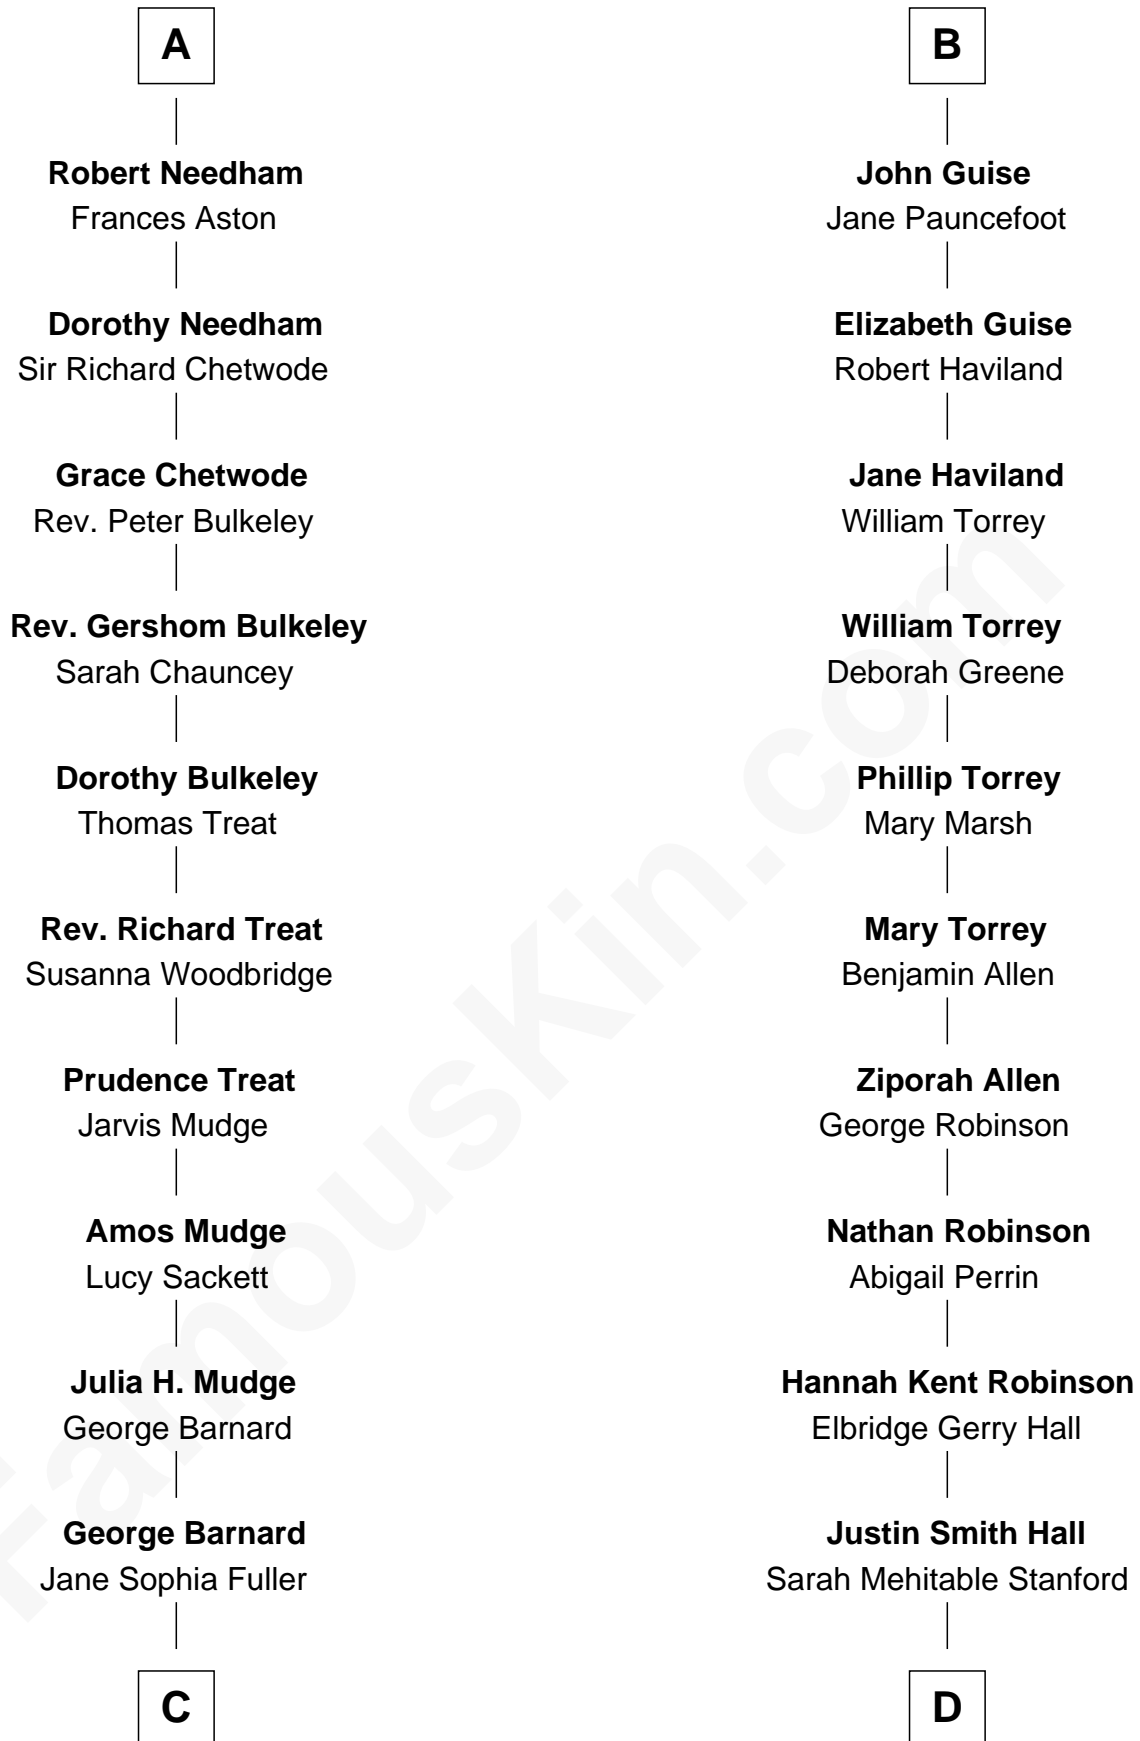 A
Robert Needham
Frances Aston
Dorothy Needham
Sir Richard Chetwode
Grace Chetwode
Rev. Peter Bulkeley
Rev. Gershom Bulkeley
Sarah Chauncey
Dorothy Bulkeley
Thomas Treat
Rev. Richard Treat
Susanna Woodbridge
Prudence Treat
Jarvis Mudge
Amos Mudge
Lucy Sackett
Julia H. Mudge
George Barnard
George Barnard
Jane Sophia Fuller
C
B
John Guise
Jane Pauncefoot
Elizabeth Guise
Robert Haviland
Jane Haviland
William Torrey
William Torrey
Deborah Greene
Phillip Torrey
Mary Marsh
Mary Torrey
Benjamin Allen
Ziporah Allen
George Robinson
Nathan Robinson
Abigail Perrin
Hannah Kent Robinson
Elbridge Gerry Hall
Justin Smith Hall
Sarah Mehitable Stanford
D
FamousKin.com